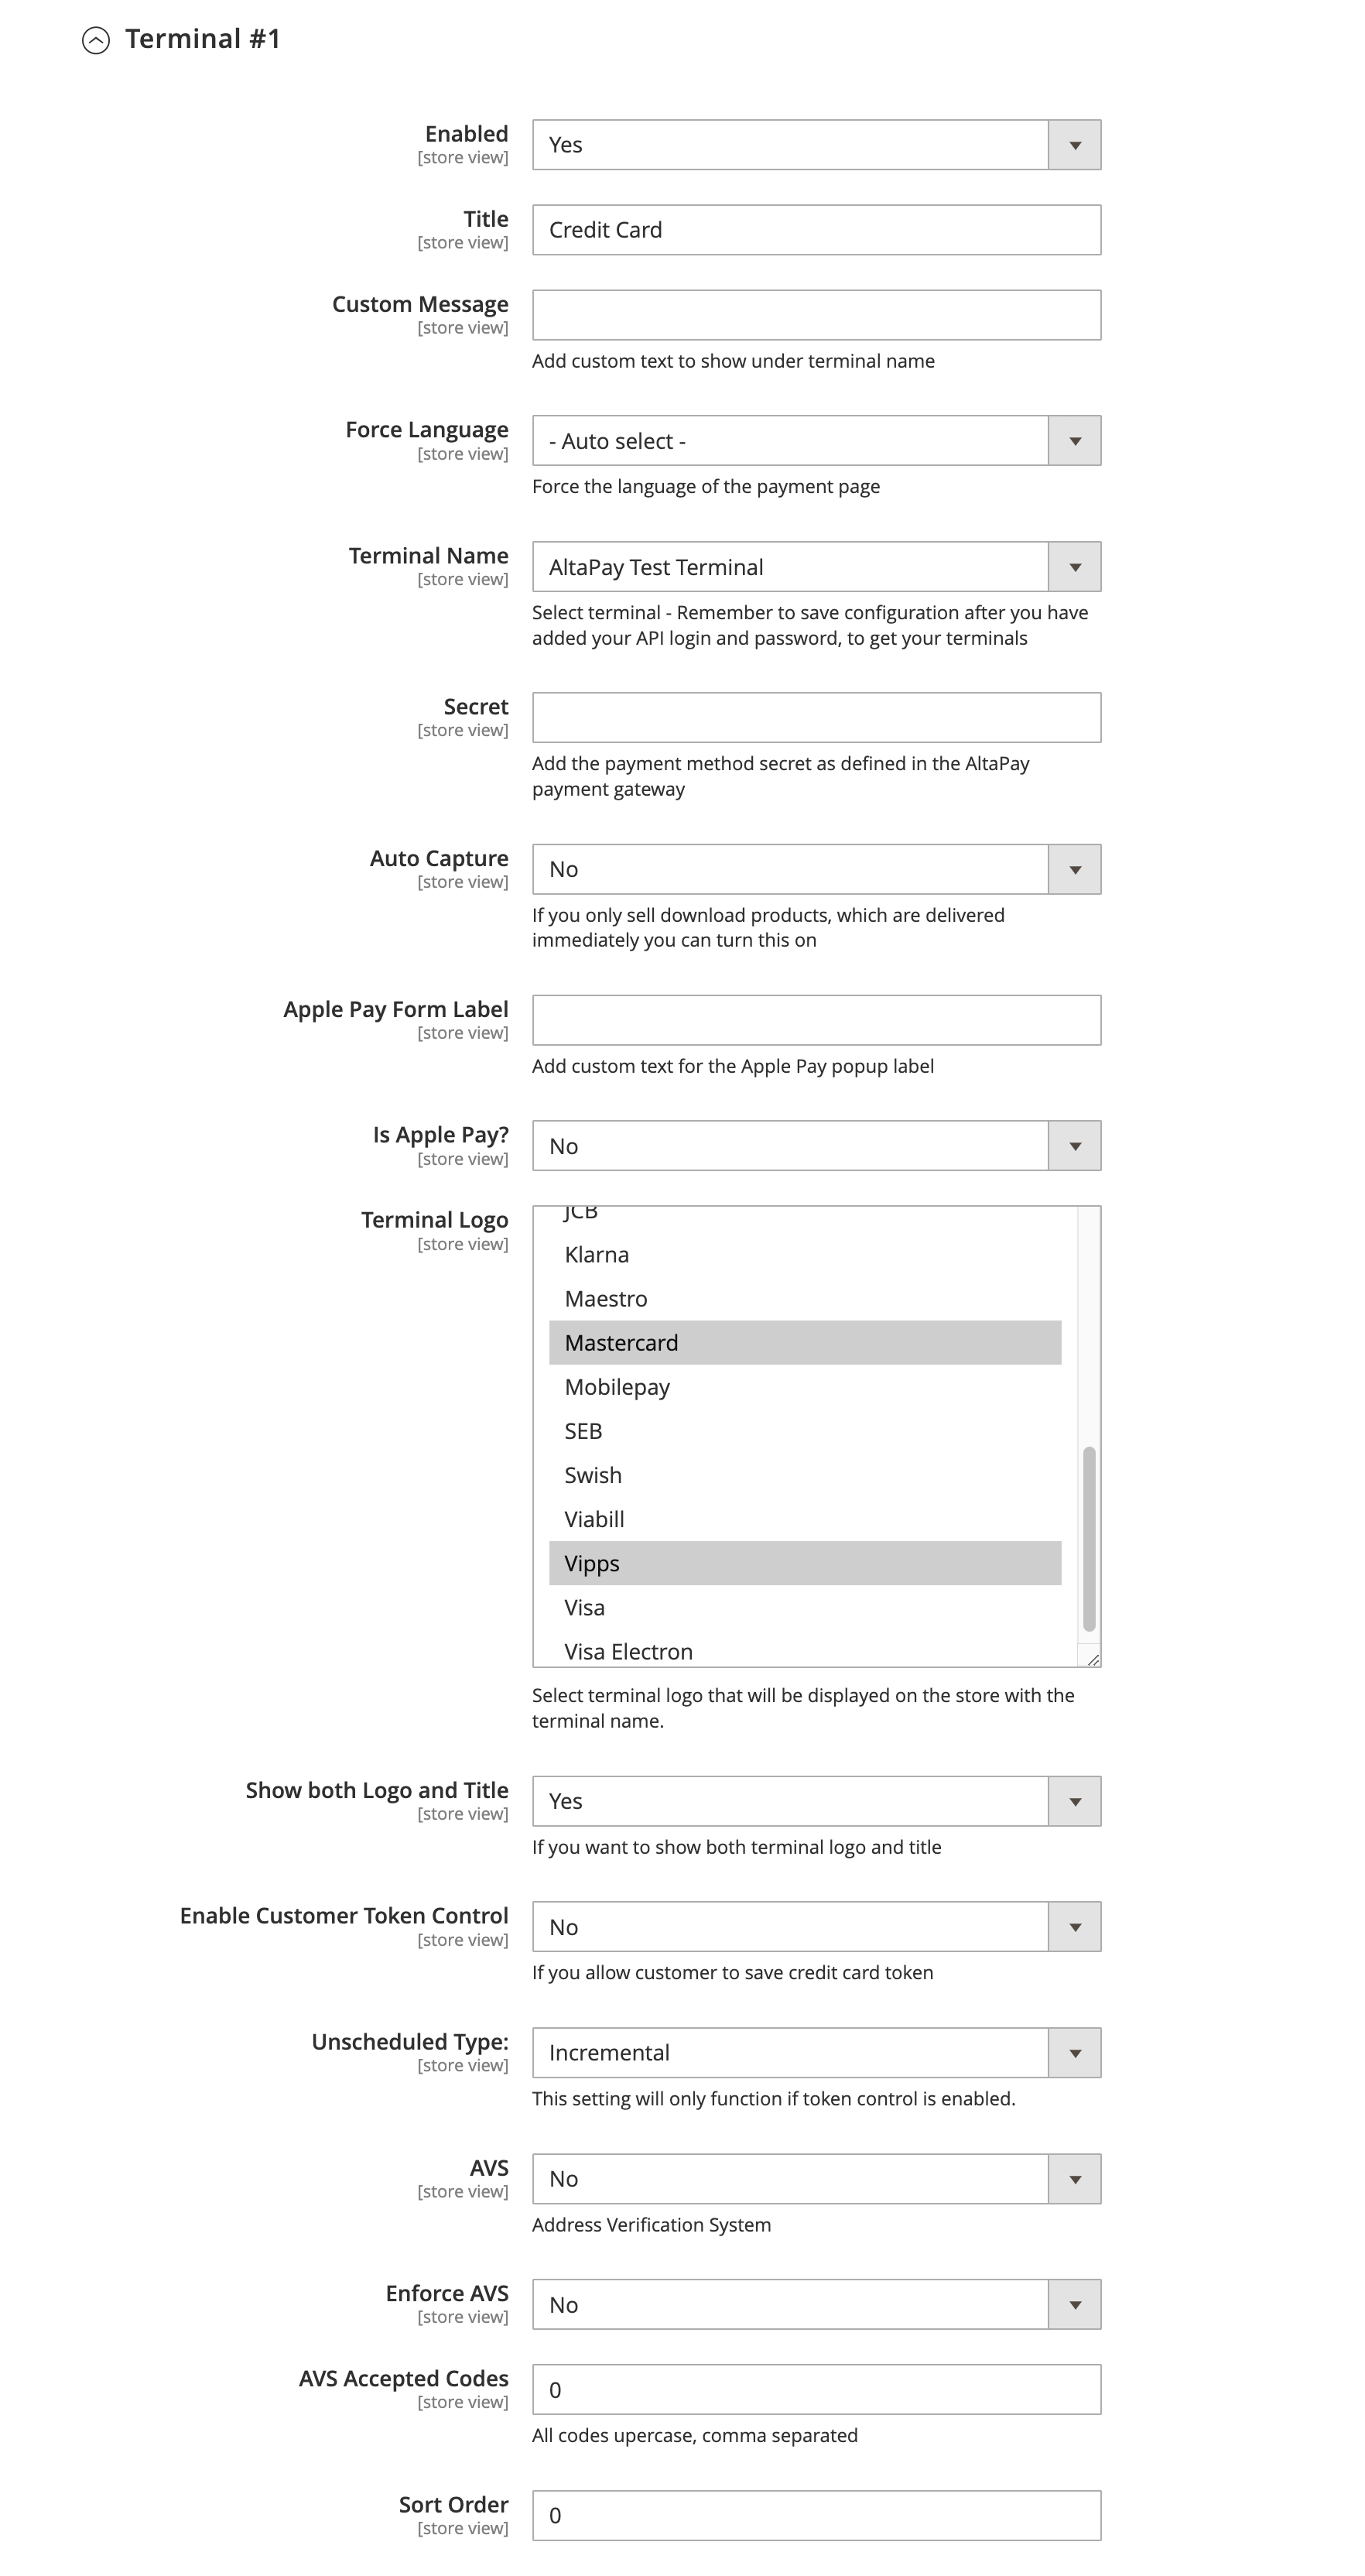 Terminal #1
Enabled
[store view]
Yes
Title
[store view]
Credit Card
Custom Message
[store view]
Add custom text to show under terminal name
Force Language
[store view]
- Auto select -
Force the language of the payment page
Terminal Name
[store view]
AltaPay Test Terminal
Select terminal - Remember to save configuration after you have
added your API login and password, to get your terminals
Secret
[store view]
Add the payment method secret as defined in the AltaPay
payment gateway
Auto Capture
[store view]
No
If you only sell download products, which are delivered
immediately you can turn this on
Apple Pay Form Label
[store view]
Add custom text for the Apple Pay popup label
Is Apple Pay?
[store view]
No
Terminal Logo
[store view]
JCB
Klarna
Maestro
Mastercard
Mobilepay
SEB
Swish
Viabill
Vipps
Visa
Visa Electron
Select terminal logo that will be displayed on the store with the
terminal name.
Show both Logo and Title
[store view]
Yes
If you want to show both terminal logo and title
Enable Customer Token Control
[store view]
No
If you allow customer to save credit card token
Unscheduled Type:
[store view]
Incremental
This setting will only function if token control is enabled.
AVS
[store view]
No
Address Verification System
Enforce AVS
[store view]
No
AVS Accepted Codes
[store view]
0
All codes upercase, comma separated
Sort Order
[store view]
0